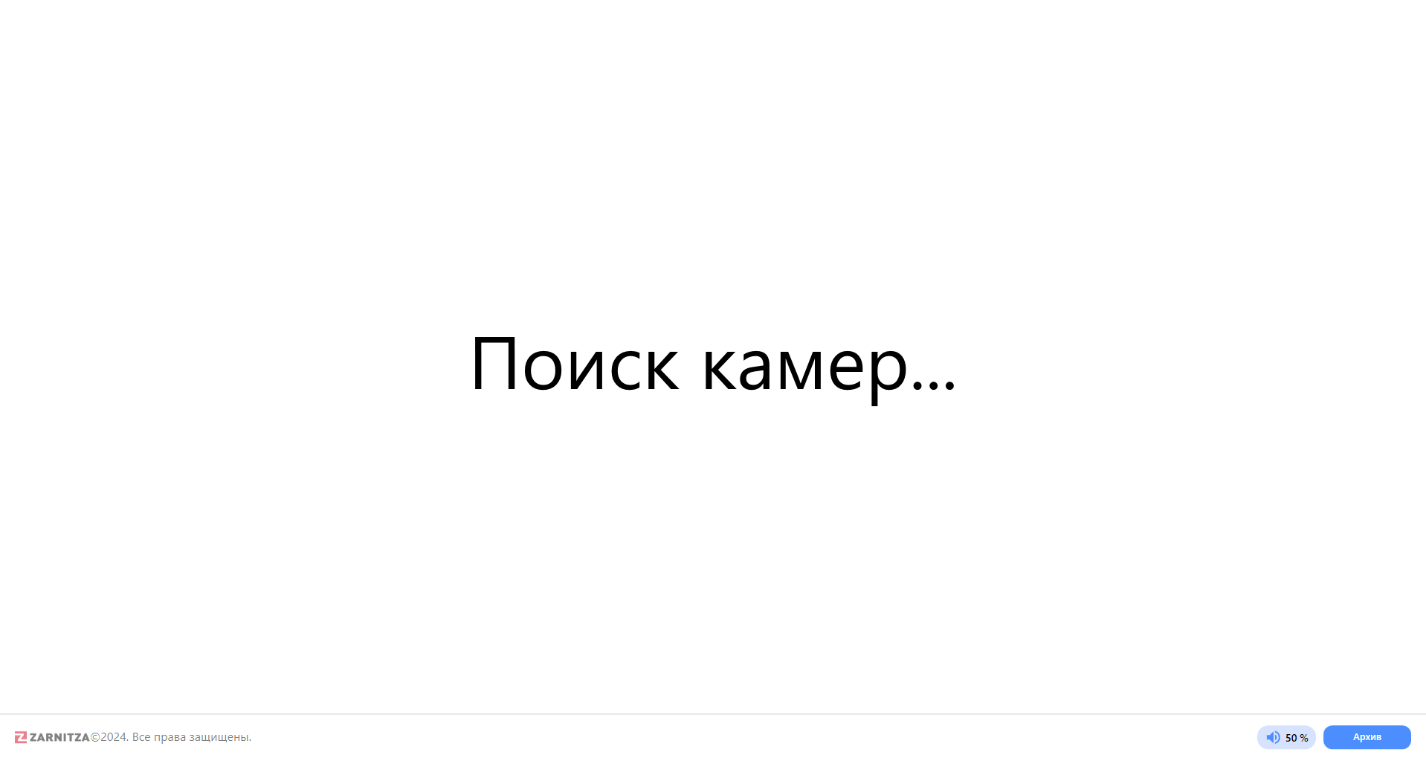 Поиск камер...
ZARNITZA©2024. Все права защищены.
50 %
Архив